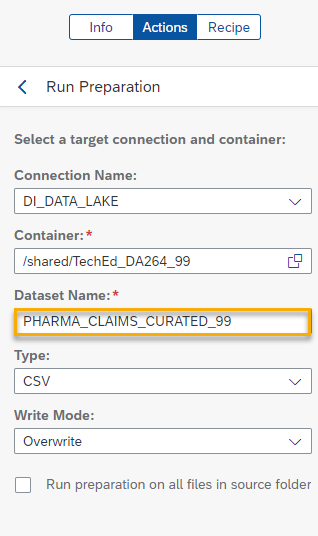 Info Actions Recipe
Run Preparation
Select a target connection and container:
Connection Name:
DI_DATA_LAKE
Container:*
/shared/TechEd_DA264_99
Dataset Name:*
PHARMA_CLAIMS_CURATED_99
Type:
CSV
Write Mode:
Overwrite
Run preparation on all files in source folder